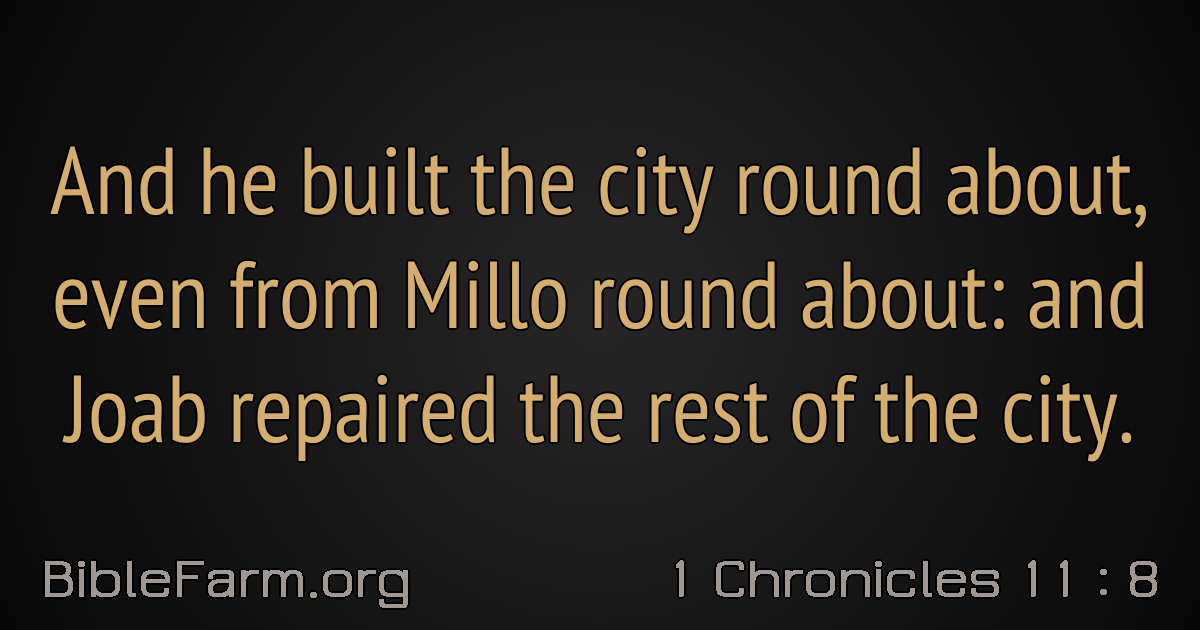 And he built the city round about,
even from Millo round about: and
Joab repaired the rest of the city.
BibleFarm.org
1 Chronicles 11 : 8